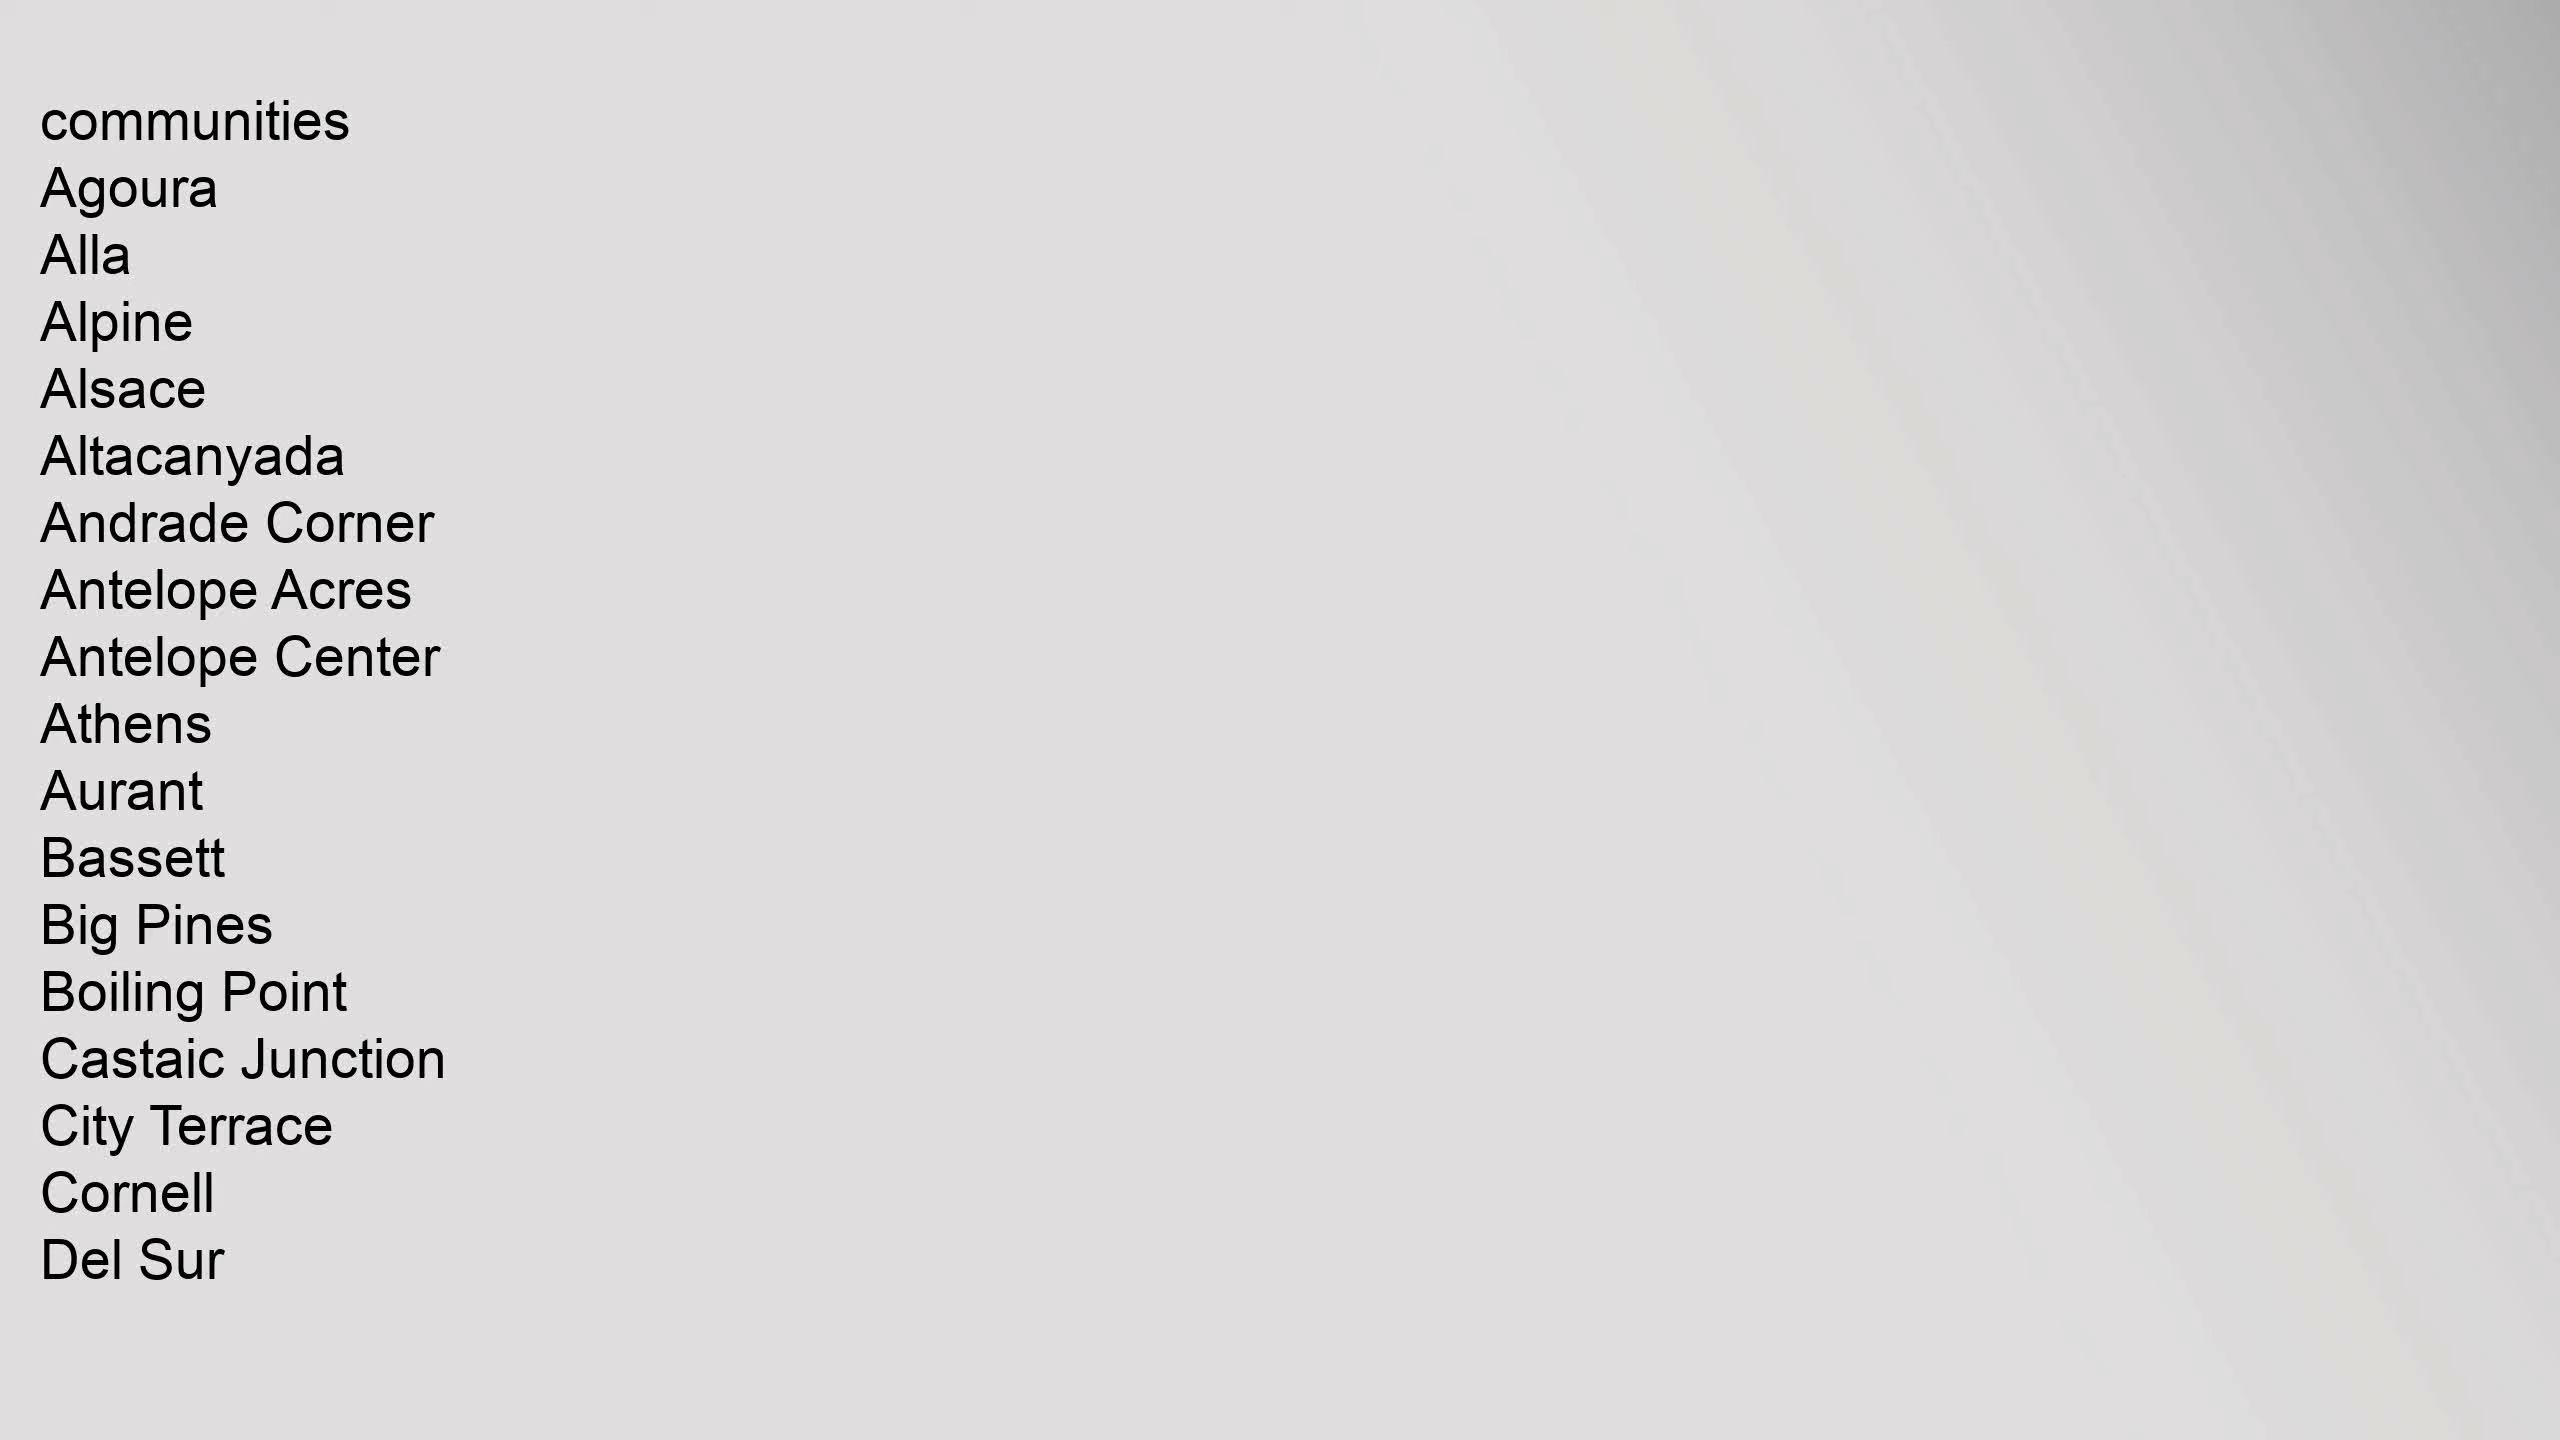 communities
Agoura
Alla
Alpine
Alsace
Altacanyada
Andrade Corner
Antelope Acres
Antelope Center
Athens
Aurant
Bassett
Big Pines
Boiling Point
Castaic Junction
City Terrace
Cornell
Del Sur